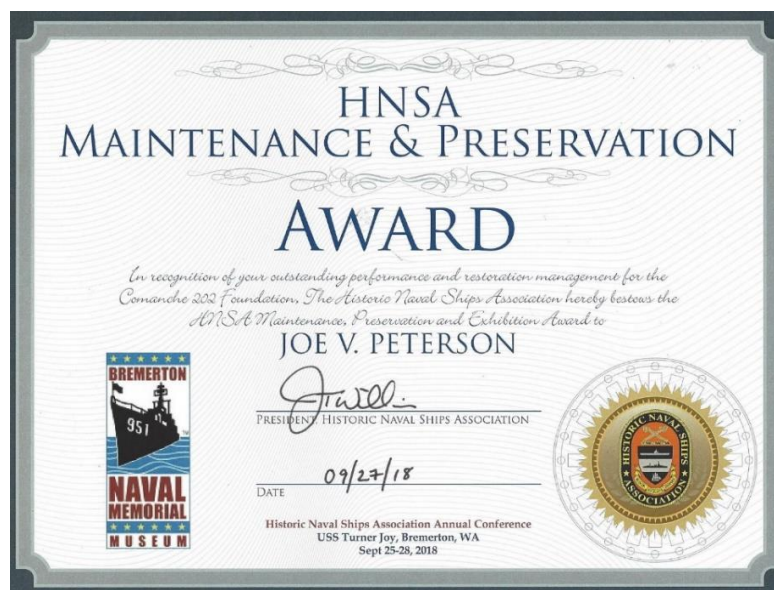 HNSA
MAINTENANCE & PRESERVATION
AWARD
In recognition of your outstanding performance and restoration management for the
Comanche 202 Foundation, The Historic Naval Ships Association hereby bestows the
HNSA Maintenance, Preservation and Exhibition Award to
JOE V. PETERSON
PRESIDENT, HISTORIC NAVAL SHIPS ASSOCIATION
09/27/18
DATE
Historic Naval Ships Association Annual Conference
USS Turner Joy, Bremerton, WA
Sept 25-28, 2018
BREMERTON
951
NAVAL
MEMORIAL
MUSEUM
HISTORIC NAVAL SHIPS
ASSOCIATION